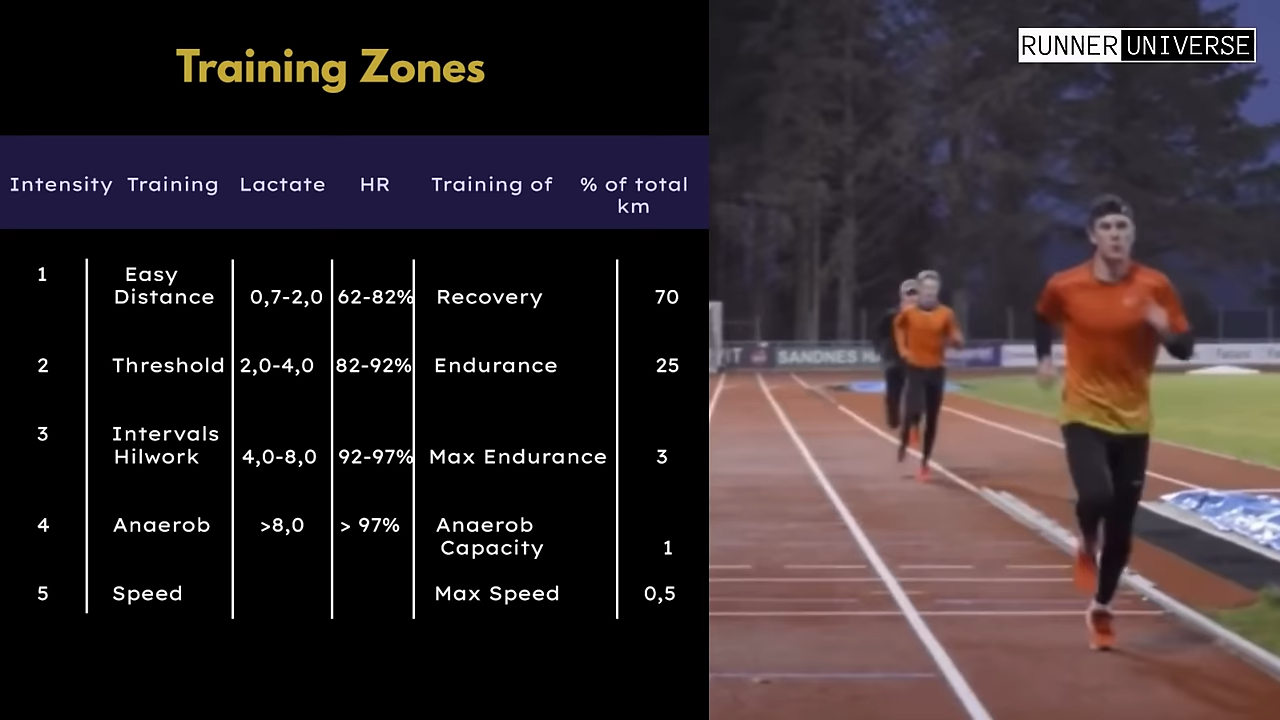 Training Zones
RUNNER UNIVERSE
Intensity Training Lactate HR Training of % of total
km
1 Easy
Distance 0,7-2,0 62-82% Recovery 70
2 Threshold 2,0-4,0 82-92% Endurance 25
3 Intervals
Hilwork 4,0-8,0 92-97% Max Endurance 3
4 Anaerob >8,0 > 97% Anaerob
Capacity 1
5 Speed Max Speed 0,5
SANDNES